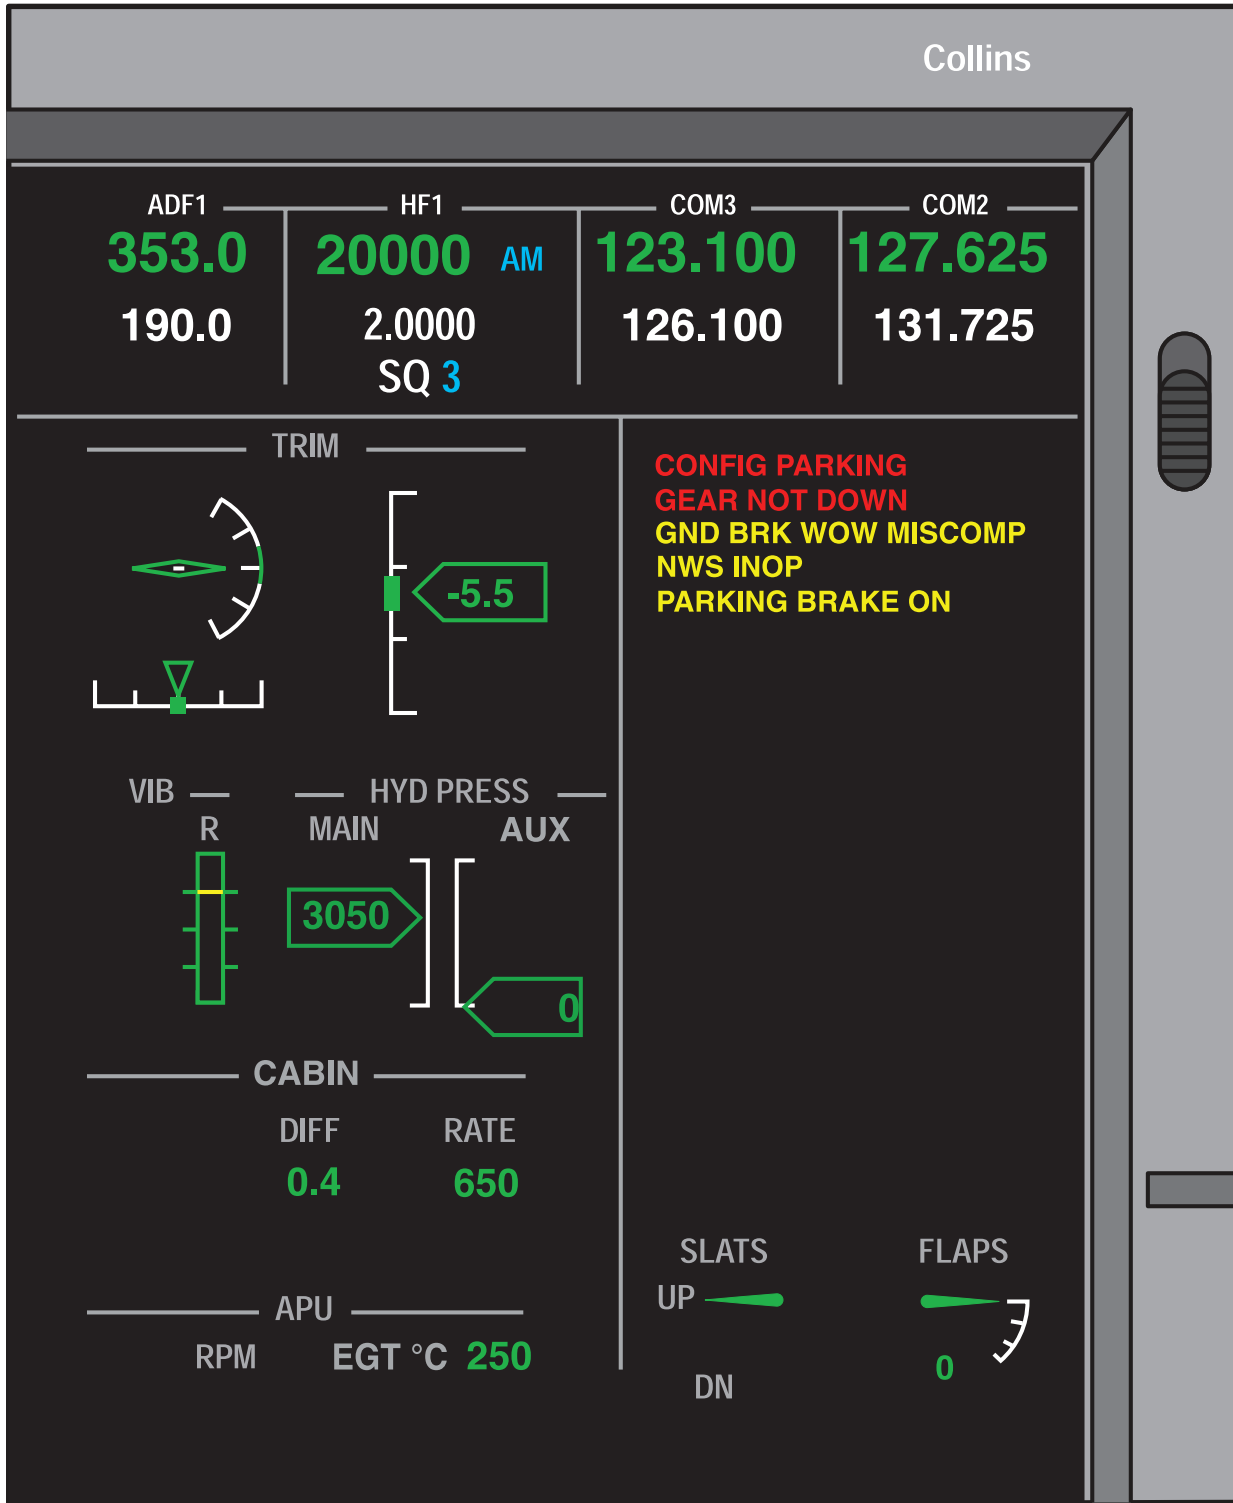 Collins
ADF1 HF1 COM3 COM2
353.0 20000 AM 123.100 127.625
190.0 2.0000 126.100 131.725
SQ 3
TRIM
-5.5
CONFIG PARKING
GEAR NOT DOWN
GND BRK WOW MISCOMP
NWS INOP
PARKING BRAKE ON
VIB HYD PRESS
R MAIN AUX
3050
0
CABIN
DIFF RATE
0.4 650
APU
RPM EGT °C 250
SLATS FLAPS
UP
0
DN